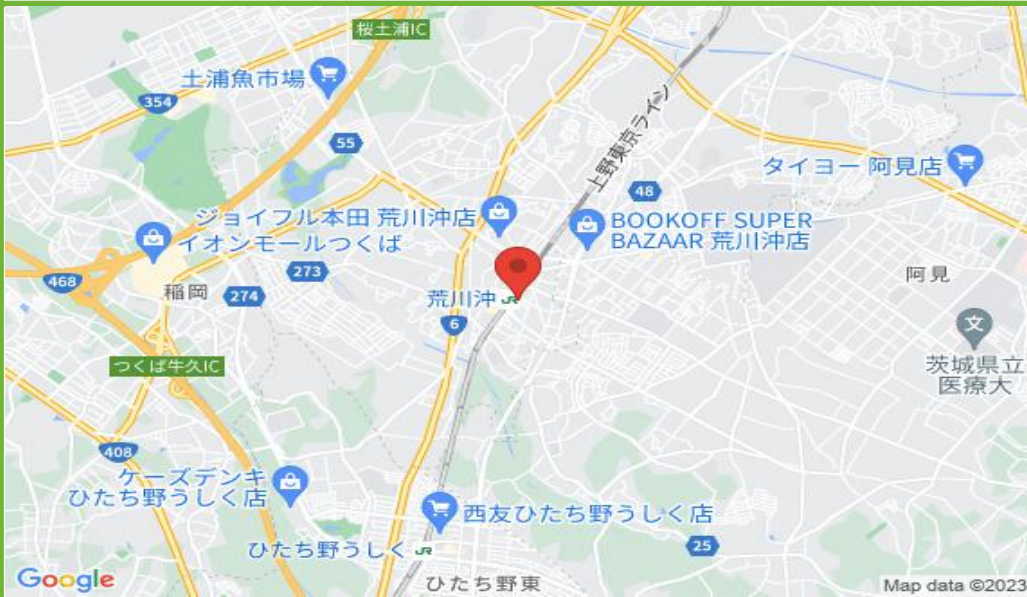 桜土浦IC
土浦魚市場
354
55
上野東京ライン
タイヨー 阿見店
48
ジョイフル本田 荒川沖店
BOOKOFF SUPER
BAZAAR 荒川沖店
イオンモールつくば
273
468
稲岡
274
阿見
荒川沖
JR
6
つくば牛久IC
茨城県立
医療大
文
408
ケーズデンキ
ひたち野うしく店
西友ひたち野うしく店
ひたち野うしく
JR
25
ひたち野東
Google
Map data ©2023